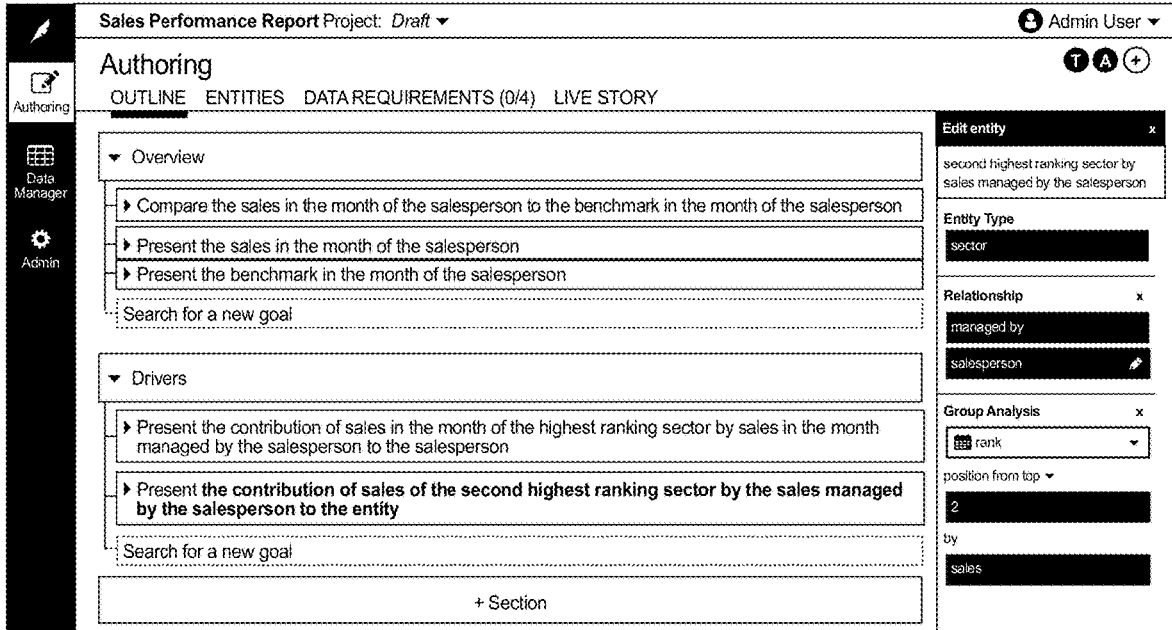 Sales Performance Report Project: Draft
Admin User
Authoring
T A +
OUTLINE ENTITIES DATA REQUIREMENTS (0/4) LIVE STORY
Authoring
Data
Manager
Admin
Overview
Compare the sales in the month of the salesperson to the benchmark in the month of the salesperson
Present the sales in the month of the salesperson
Present the benchmark in the month of the salesperson
Search for a new goal
Drivers
Present the contribution of sales in the month of the highest ranking sector by sales in the month
managed by the salesperson to the salesperson
Present the contribution of sales of the second highest ranking sector by the sales managed
by the salesperson to the entity
Search for a new goal
+ Section
Edit entity x
second highest ranking sector by
sales managed by the salesperson
Entity Type
sector
Relationship x
managed by
salesperson
Group Analysis x
rank
position from top
2
by
sales